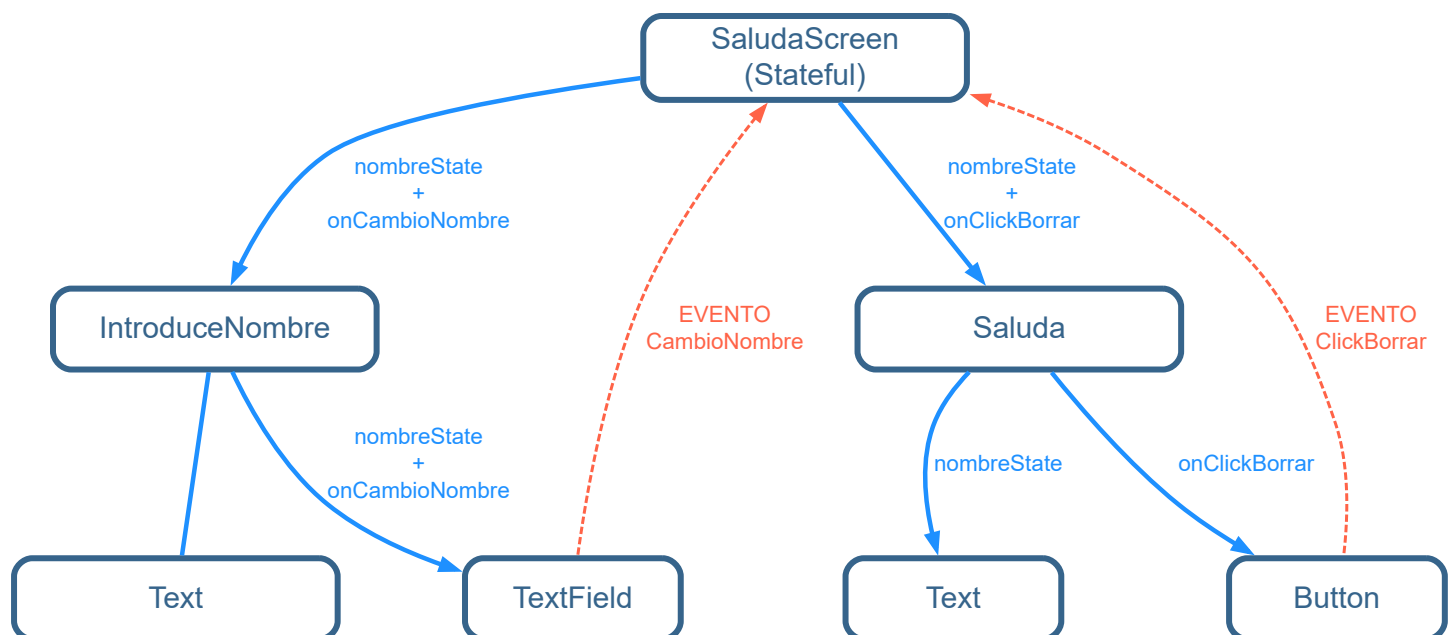 SaludaScreen
(Stateful)
nombreState
+
onCambioNombre
nombreState
+
onClickBorrar
IntroduceNombre
EVENTO
CambioNombre
Saluda
EVENTO
ClickBorrar
nombreState
+
onCambioNombre
nombreState
onClickBorrar
Text
TextField
Text
Button